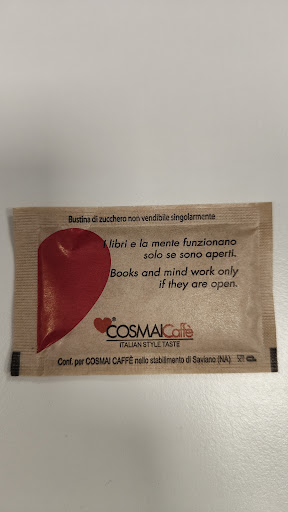 Bustina di zucchero non vendibile singolarmente
I libri e la mente funzionano
solo se sono aperti.
Books and mind work only
if they are open.
COSMAICaffè
ITALIAN STYLE TASTE
Conf. per COSMAI CAFFÈ nello stabilimento di Saviano (NA)